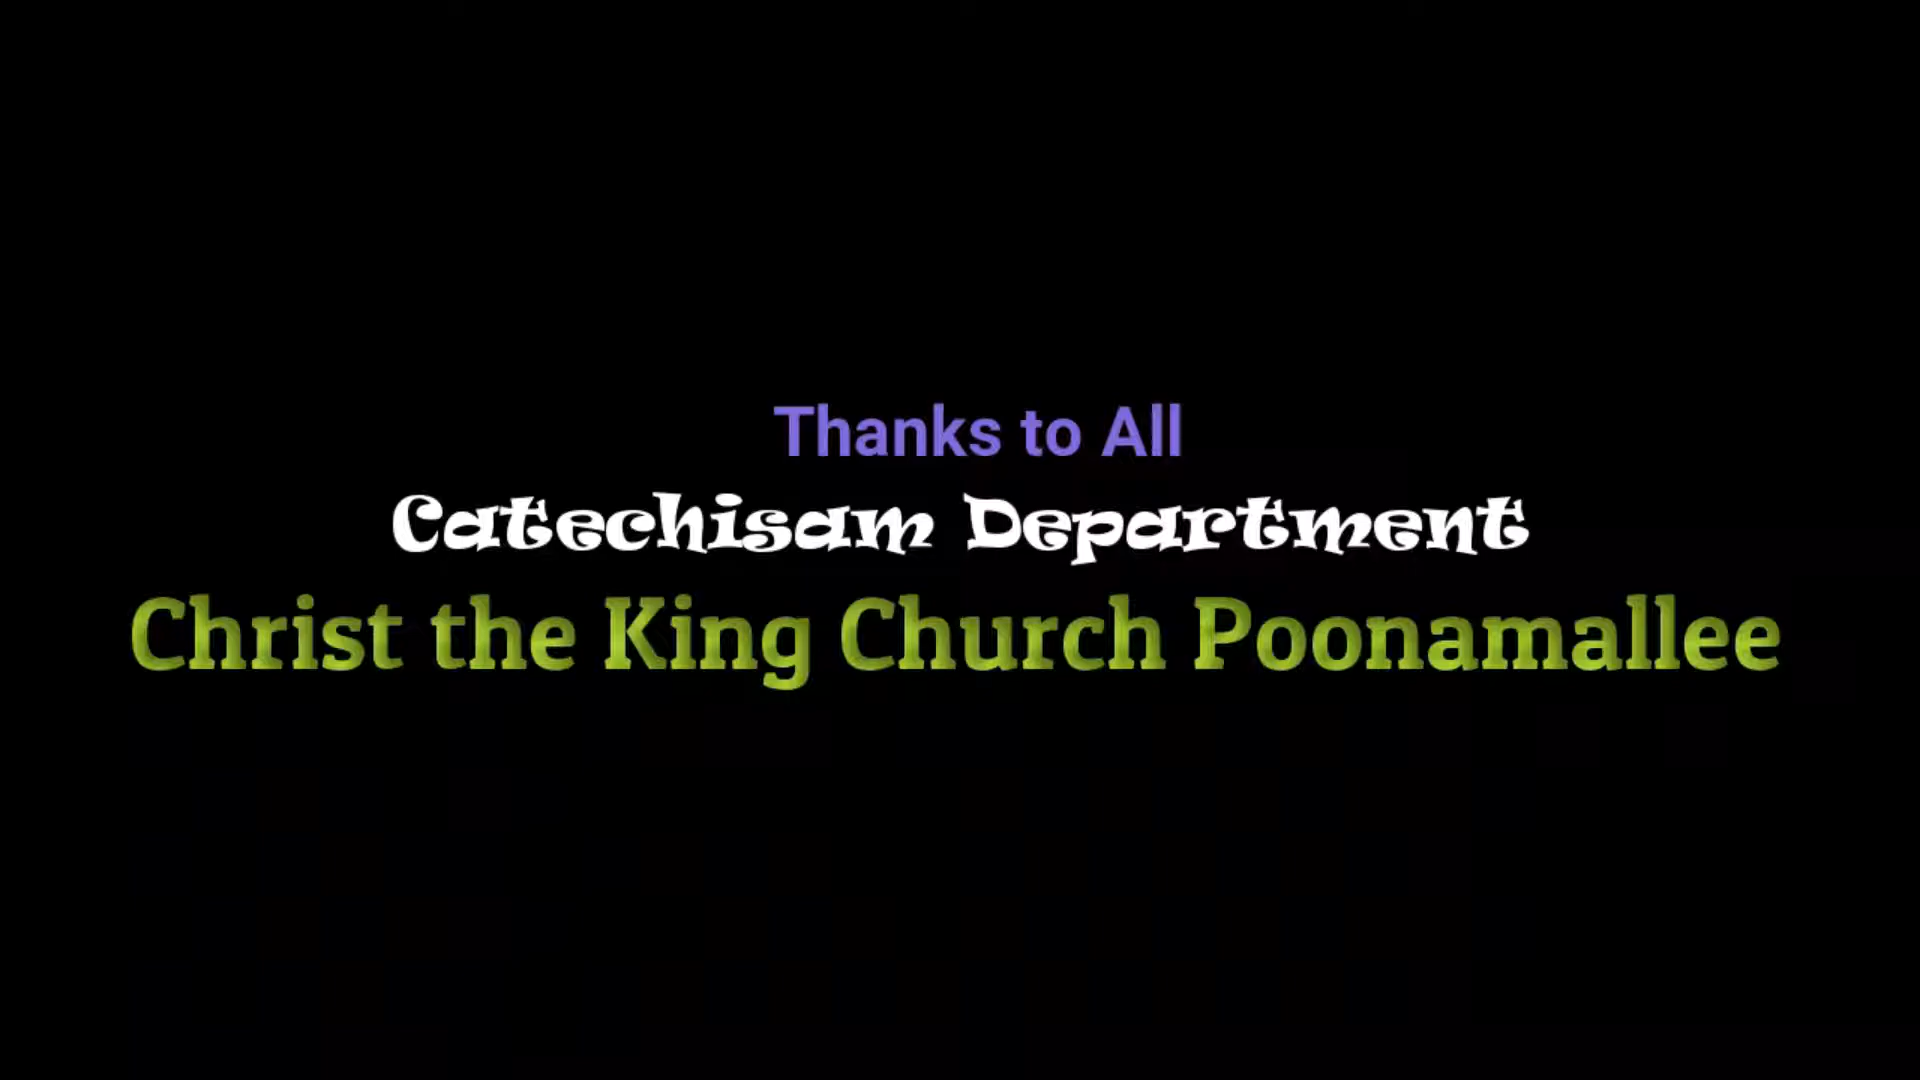 Thanks to All
Catechisam Department
Christ the King Church Poonamallee